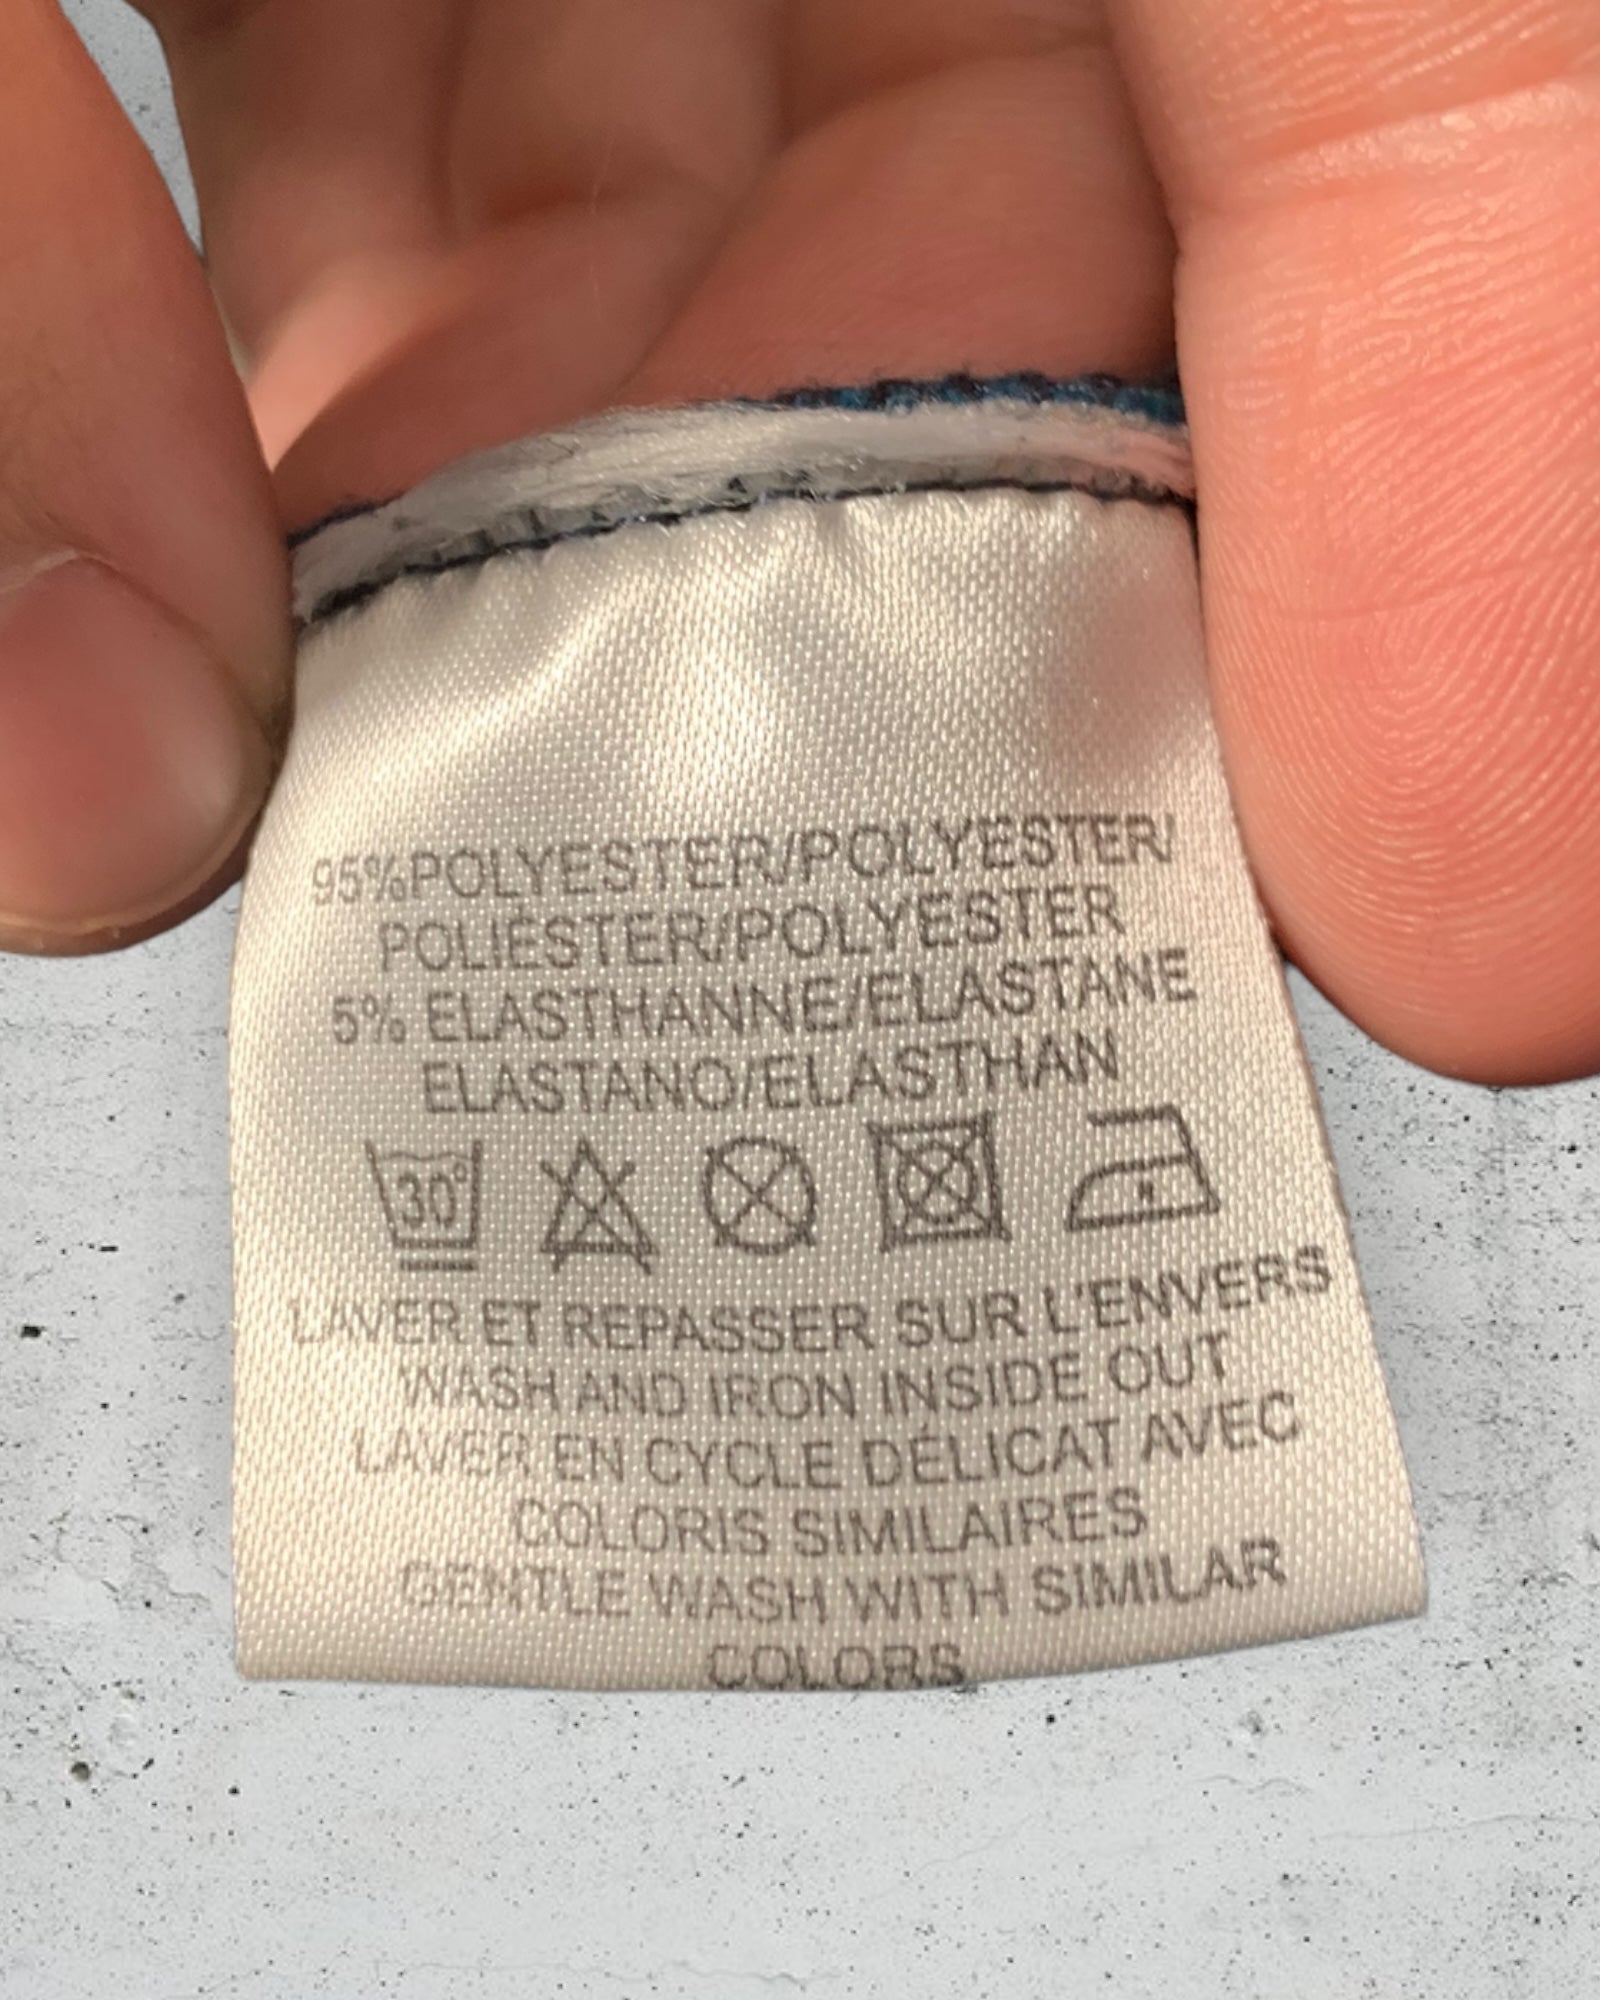 95%POLYESTER/POLYESTER/
POLIÉSTER/POLYESTER
5% ELASTHANNE/ELASTANE
ELASTANO/ELASTHAN
30°
LAVER ET REPASSER SUR L'ENVERS
WASH AND IRON INSIDE OUT
LAVER EN CYCLE DÉLICAT AVEC
COLORIS SIMILAIRES
GENTLE WASH WITH SIMILAR
COLORS